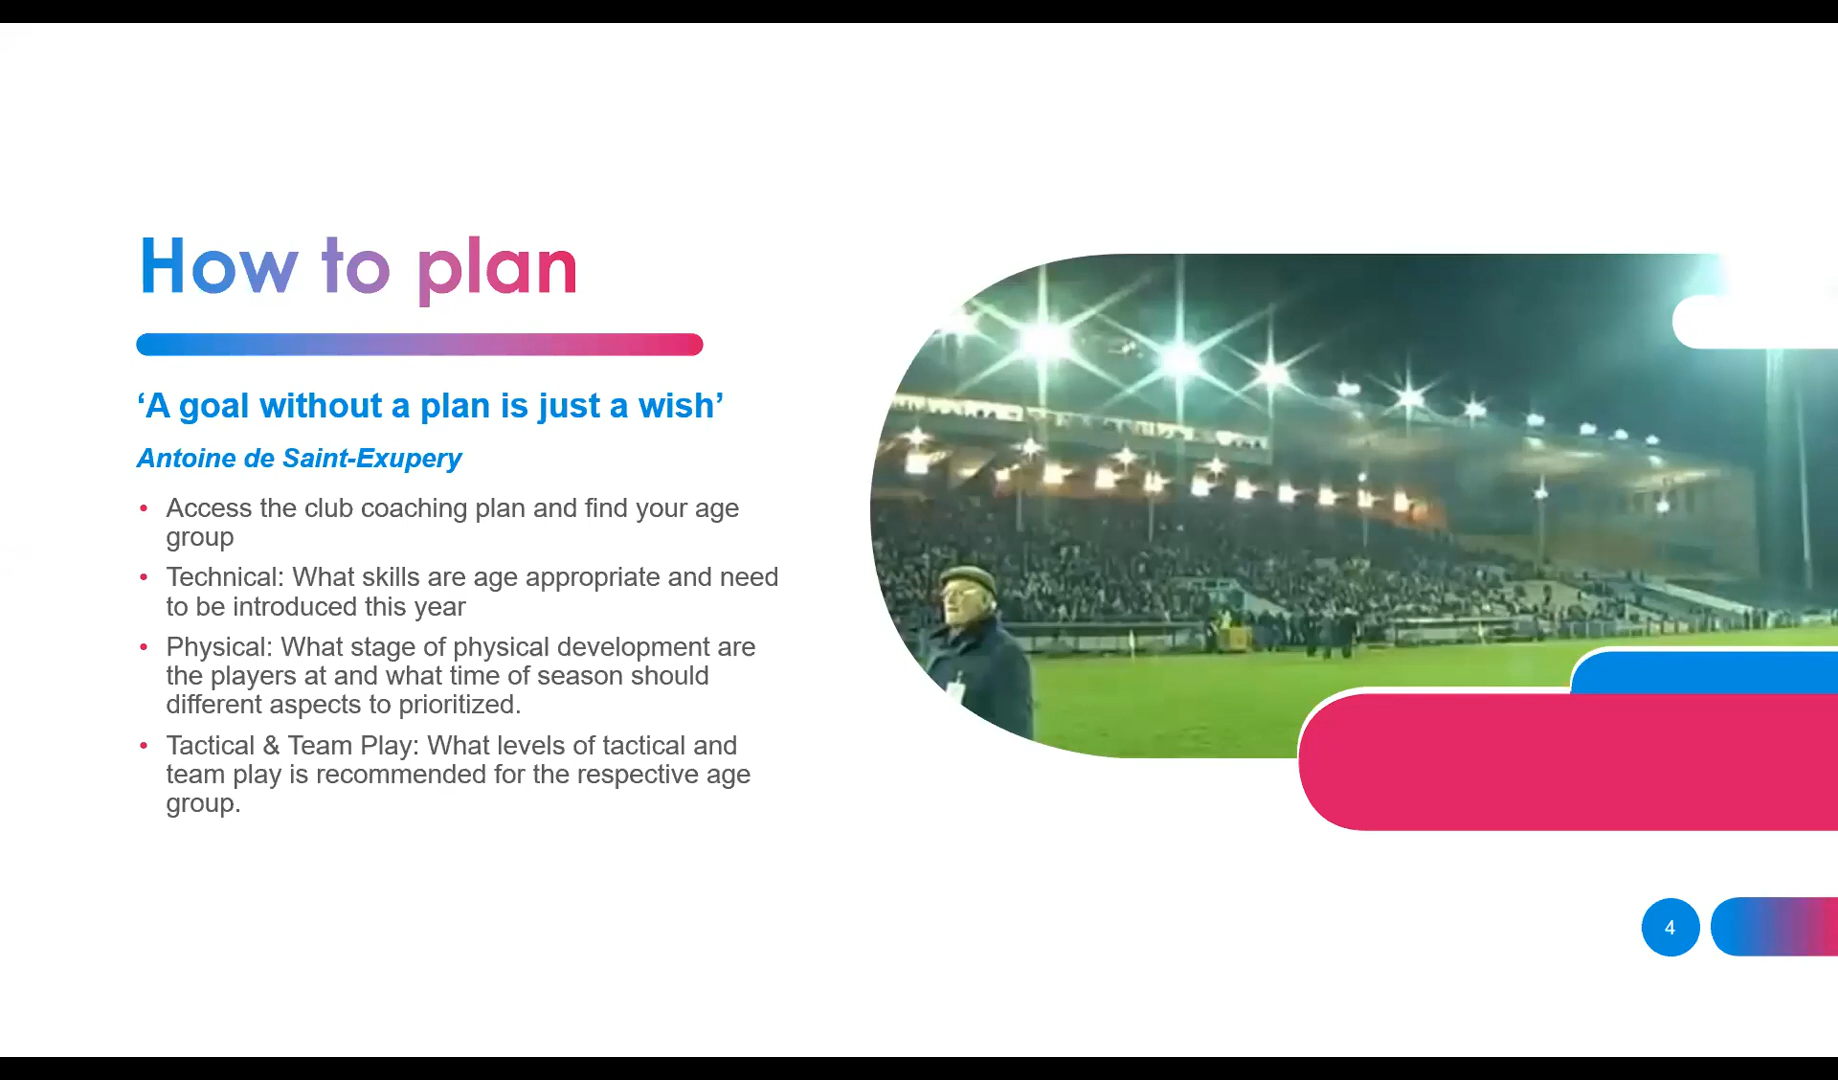 How to plan
‘A goal without a plan is just a wish’
Antoine de Saint-Exupery
• Access the club coaching plan and find your age
group
• Technical: What skills are age appropriate and need
to be introduced this year
• Physical: What stage of physical development are
the players at and what time of season should
different aspects to prioritized.
• Tactical & Team Play: What levels of tactical and
team play is recommended for the respective age
group.
4